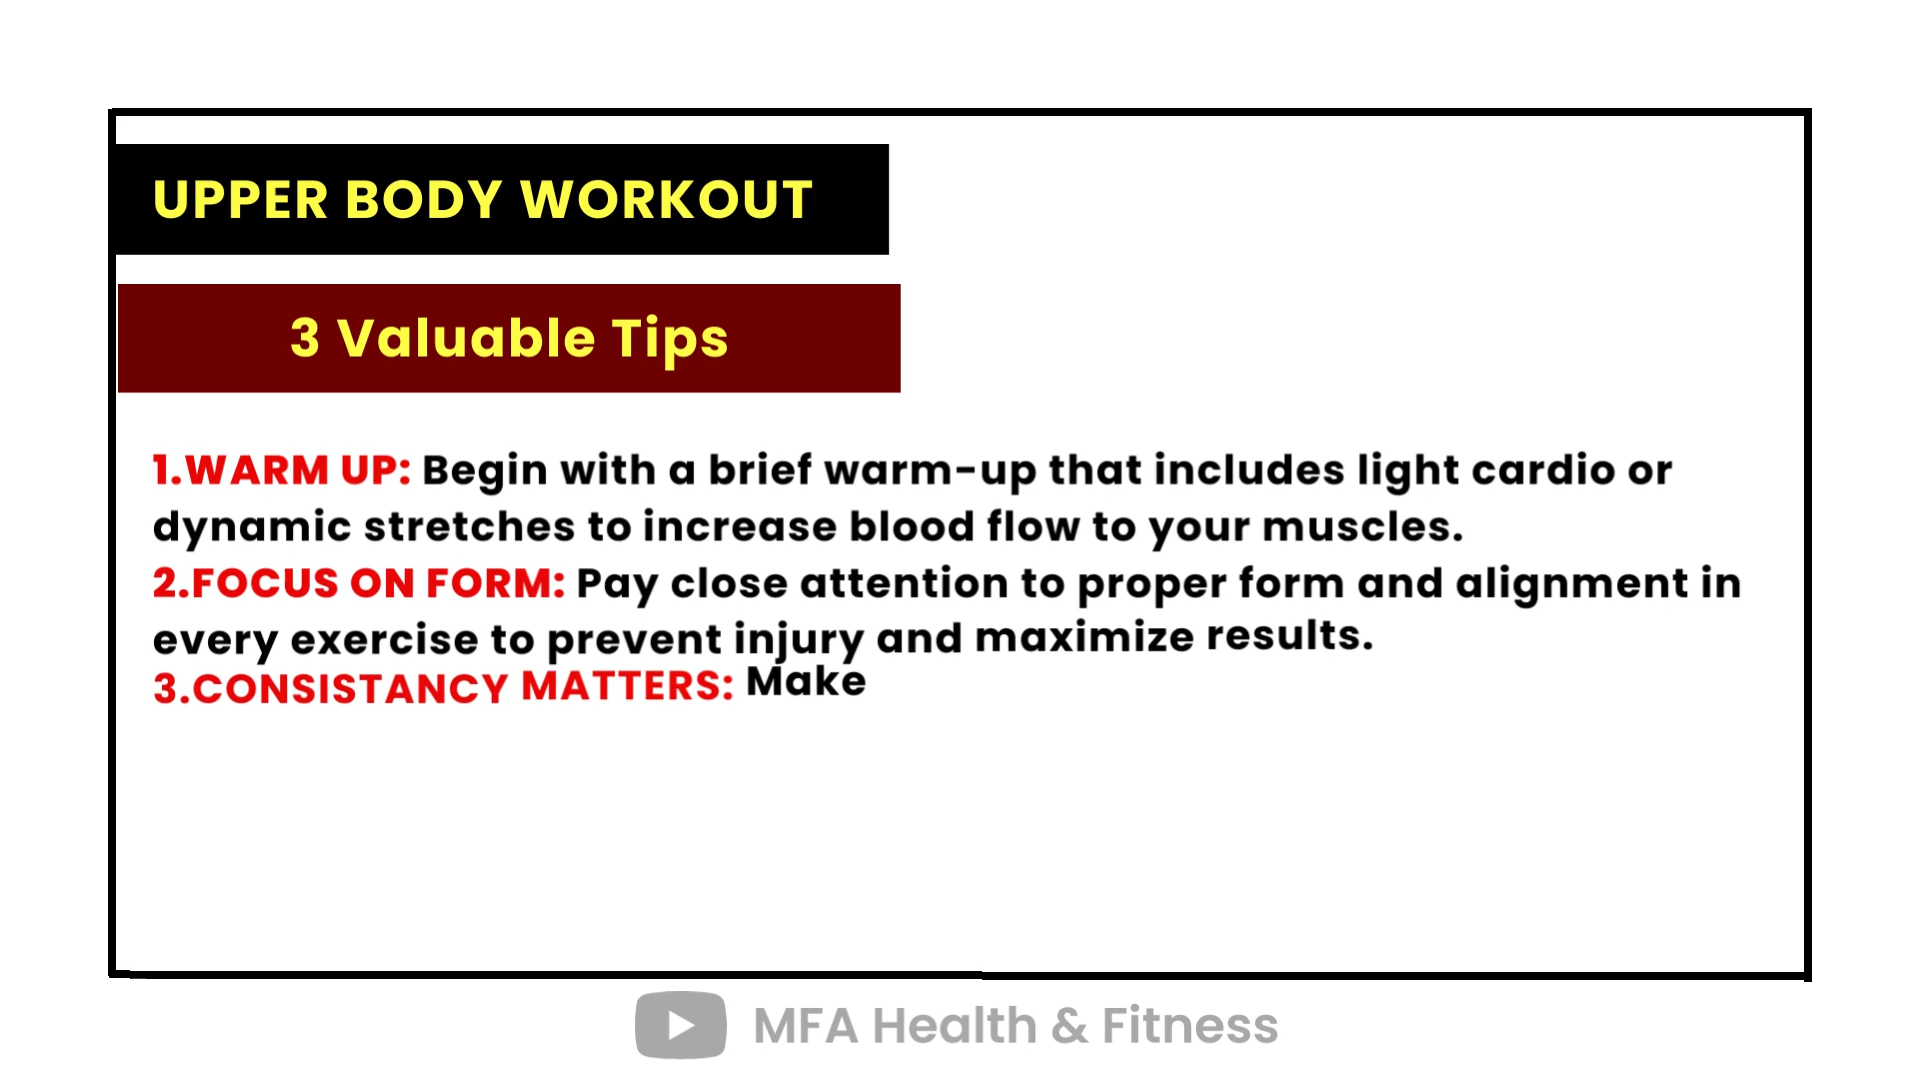 UPPER BODY WORKOUT
3 Valuable Tips
1.WARM UP: Begin with a brief warm-up that includes light cardio or
dynamic stretches to increase blood flow to your muscles.
2.FOCUS ON FORM: Pay close attention to proper form and alignment in
every exercise to prevent injury and maximize results.
3.CONSISTANCY MATTERS: Make
MFA Health & Fitness